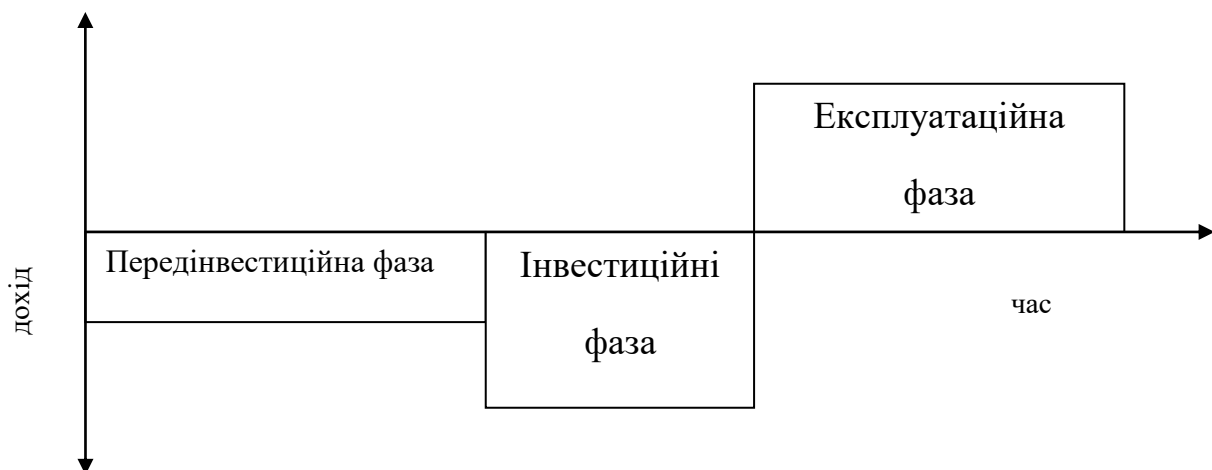 Експлуатаційна
фаза
Передінвестиційна фаза
Інвестиційні
фаза
дохід
час